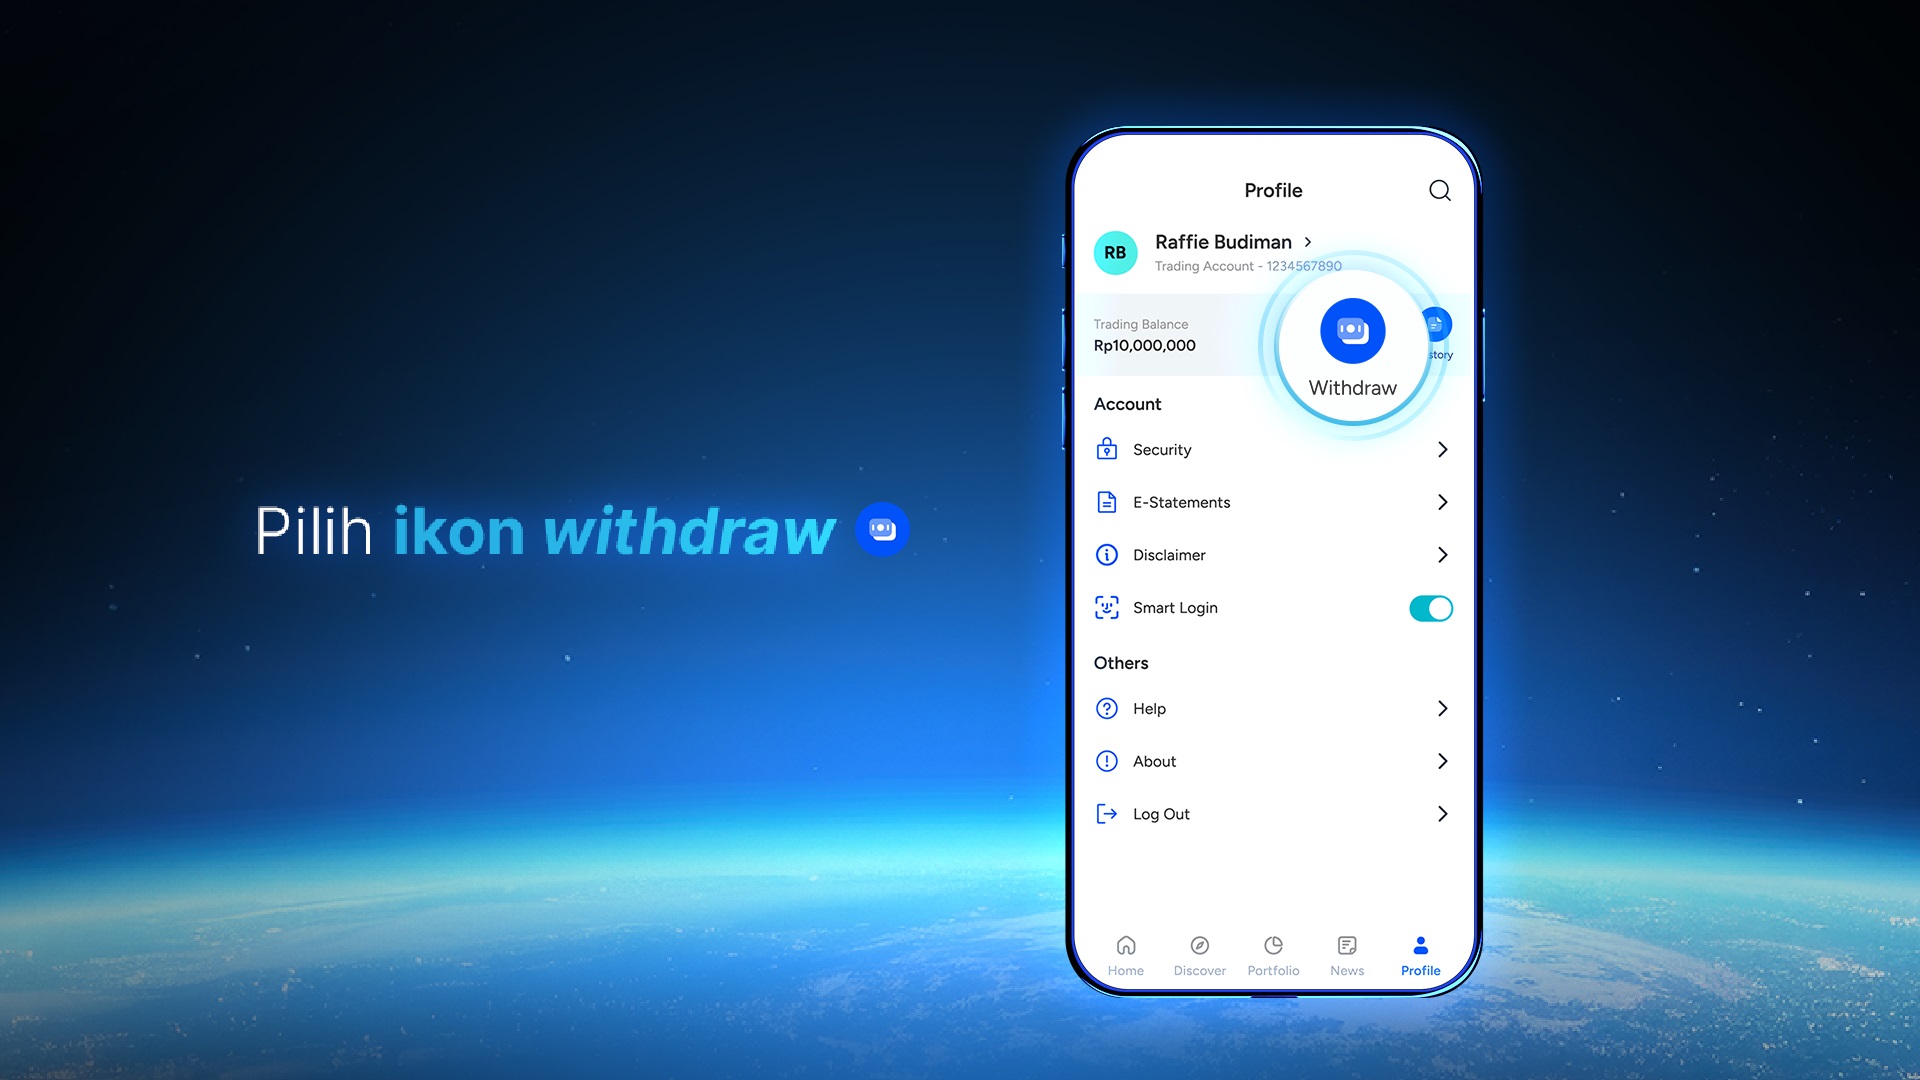 Pilih ikon withdraw
Profile
RB
Raffie Budiman
Trading Account - 1234567890
Trading Balance
Rp10,000,000
Withdraw
story
Account
Security
E-Statements
Disclaimer
Smart Login
Others
Help
About
Log Out
Home
Discover
Portfolio
News
Profile